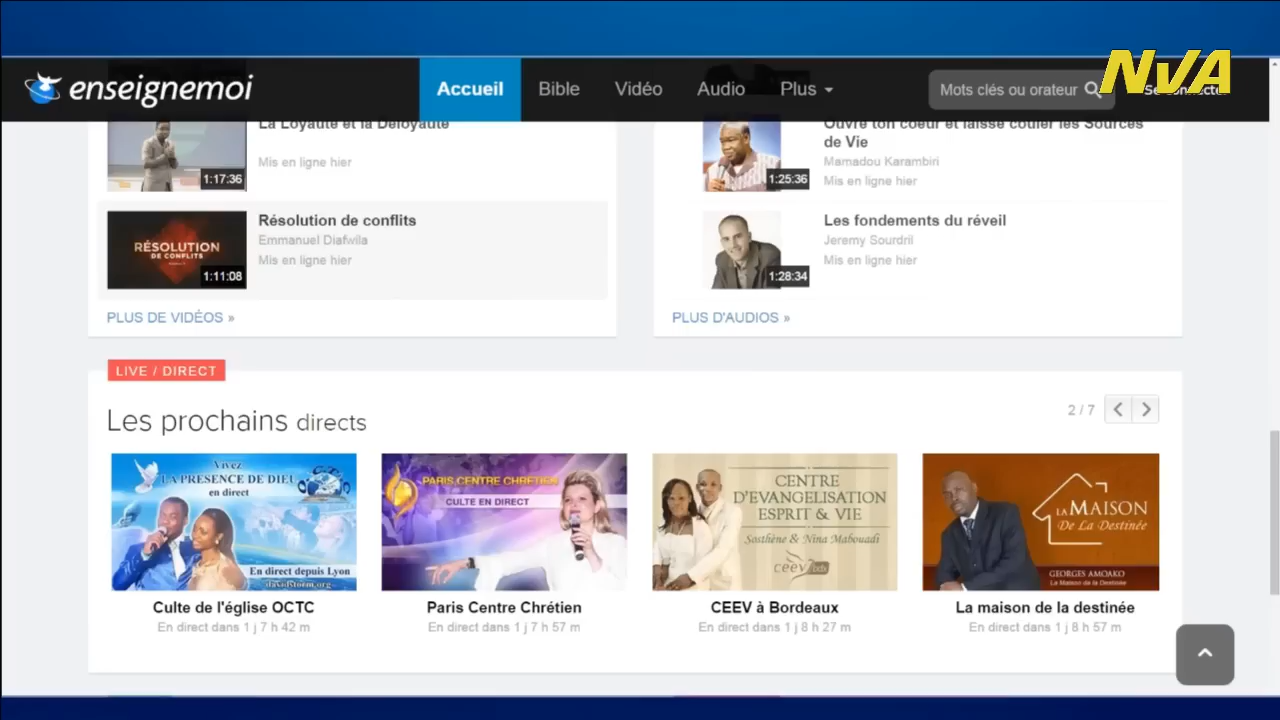 enseignemoi
Accueil
Bible
Vidéo
Audio
Plus
Mots clés ou orateur
NVA
Se connecte
La Loyauté et la Déloyauté
Mis en ligne hier
1:17:36
Ouvre ton coeur et laisse couler les Sources
de Vie
Mamadou Karambiri
Mis en ligne hier
1:25:36
RÉSOLUTION
DE CONFLITS
1:11:08
Résolution de conflits
Emmanuel Diafwila
Mis en ligne hier
1:28:34
Les fondements du réveil
Jeremy Sourdril
Mis en ligne hier
PLUS DE VIDÉOS »
PLUS D'AUDIOS »
LIVE / DIRECT
Les prochains directs
2 / 7
Vivez
LA PRESENCE DE DIEU
en direct
En direct depuis Lyon
davidstorm.org
PARIS CENTRE CHRÉTIEN
CULTE EN DIRECT
CENTRE
D'EVANGELISATION
ESPRIT & VIE
Sosthène & Nina Mabouadi
ceev bdx
LA MAISON
De La Destinée
GEORGES AMOAKO
La Maison de la Destinée
Culte de l'église OCTC
En direct dans 1 j 7 h 42 m
Paris Centre Chrétien
En direct dans 1 j 7 h 57 m
CEEV à Bordeaux
En direct dans 1 j 8 h 27 m
La maison de la destinée
En direct dans 1 j 8 h 57 m